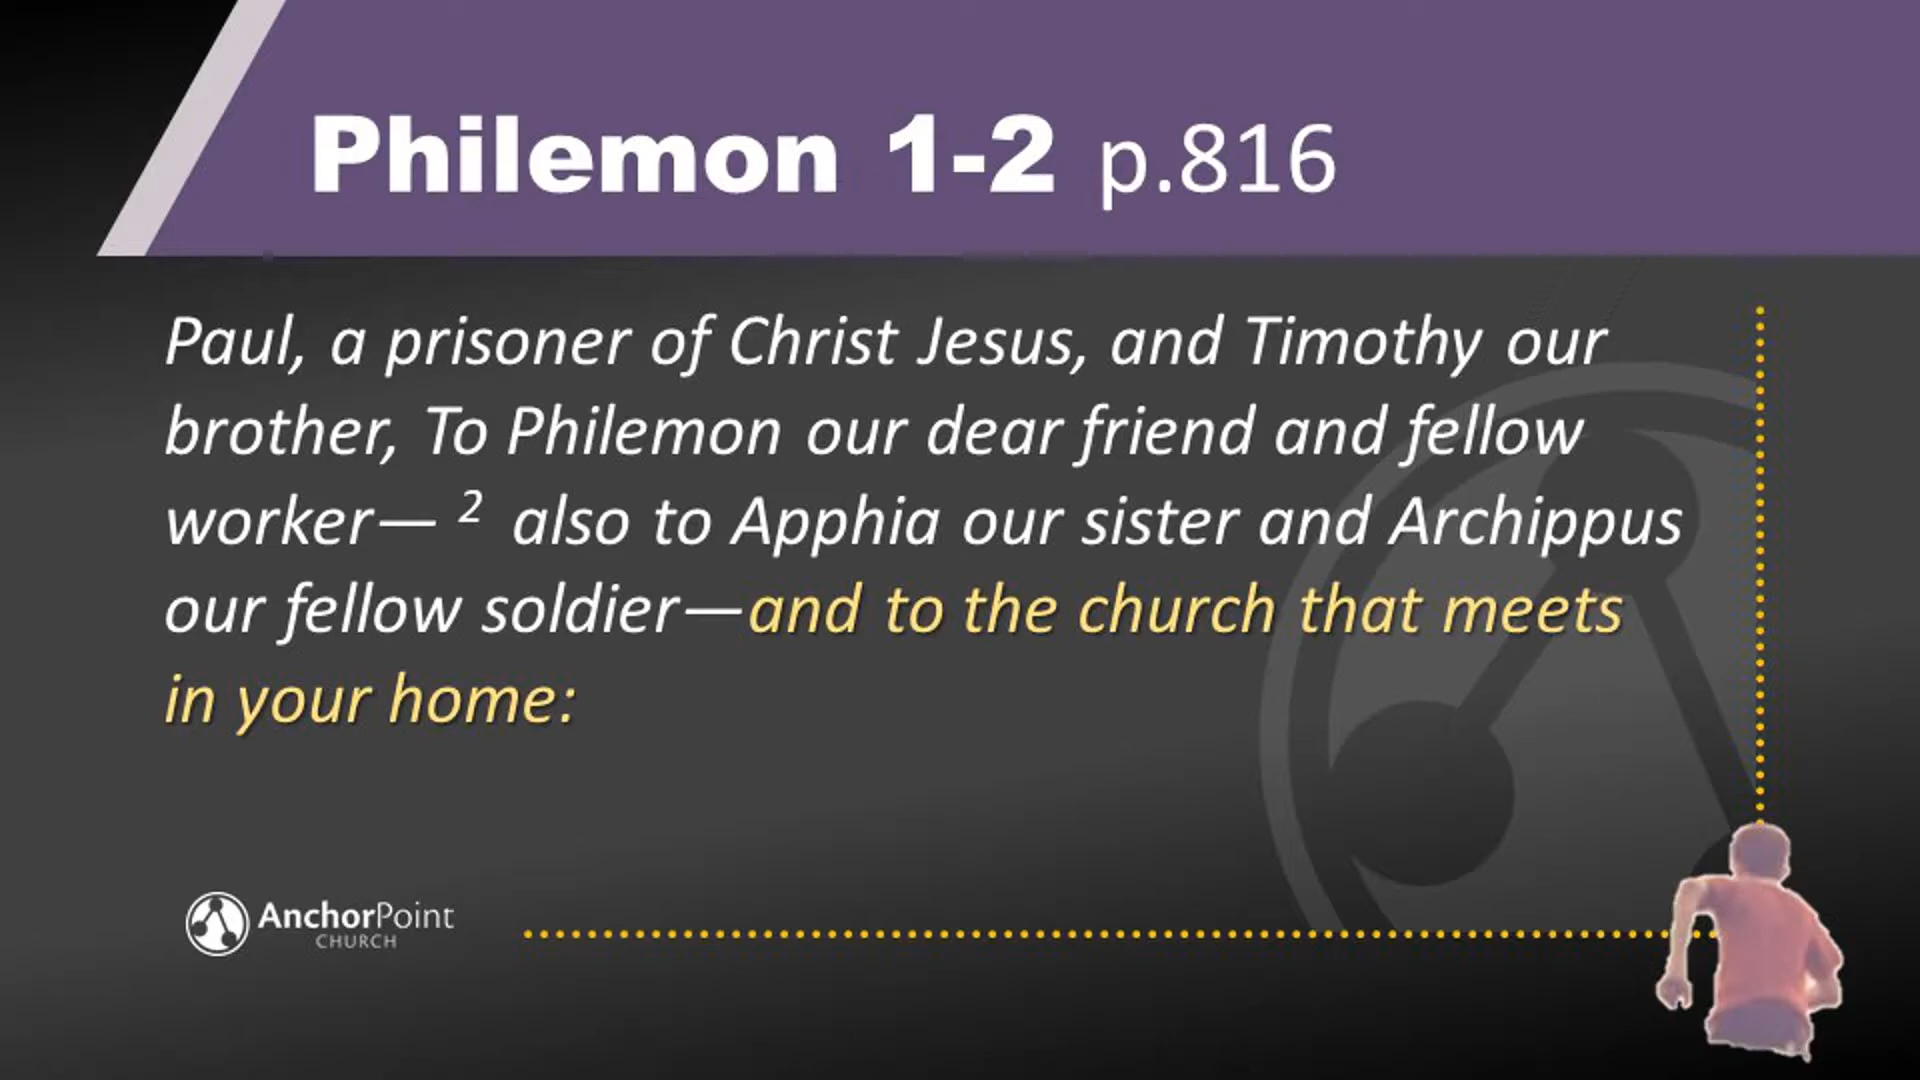 Philemon 1-2 p.816
Paul, a prisoner of Christ Jesus, and Timothy our
brother, To Philemon our dear friend and fellow
worker— ² also to Apphia our sister and Archippus
our fellow soldier—and to the church that meets
in your home:
AnchorPoint
CHURCH